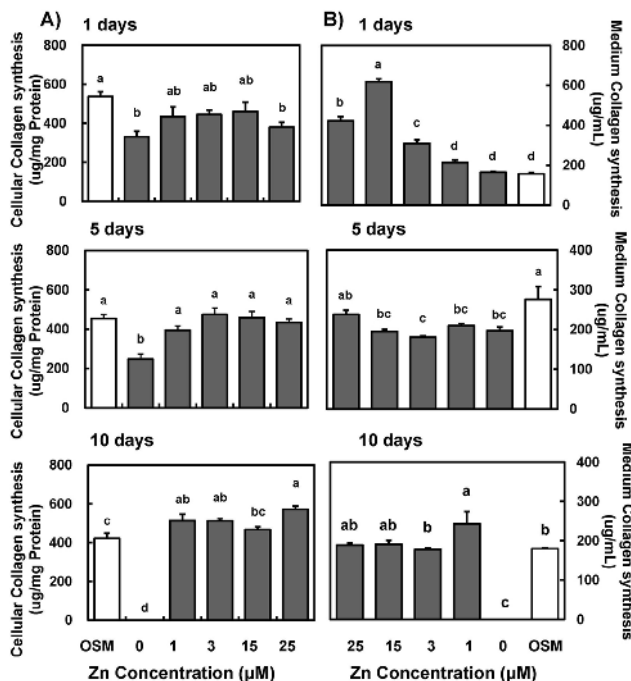 A)
1 days
Cellular Collagen synthesis
(ug/mg Protein)
800
600
400
200
0
a
b
ab
ab
ab
b
B)
1 days
Medium Collagen synthesis
(ug/mL)
800
600
400
200
0
b
a
c
d
d
d
5 days
Cellular Collagen synthesis
(ug/mg Protein)
800
600
400
200
0
a
b
a
a
a
a
5 days
Medium Collagen synthesis
(ug/mL)
400
300
200
100
0
ab
bc
c
bc
bc
a
10 days
Cellular Collagen synthesis
(ug/mg Protein)
800
600
400
200
0
c
d
ab
ab
bc
a
OSM 0 1 3 15 25
Zn Concentration (μM)
10 days
Medium Collagen synthesis
(ug/mL)
400
300
200
100
0
ab
ab
b
a
c
b
25 15 3 1 0 OSM
Zn Concentration (μM)